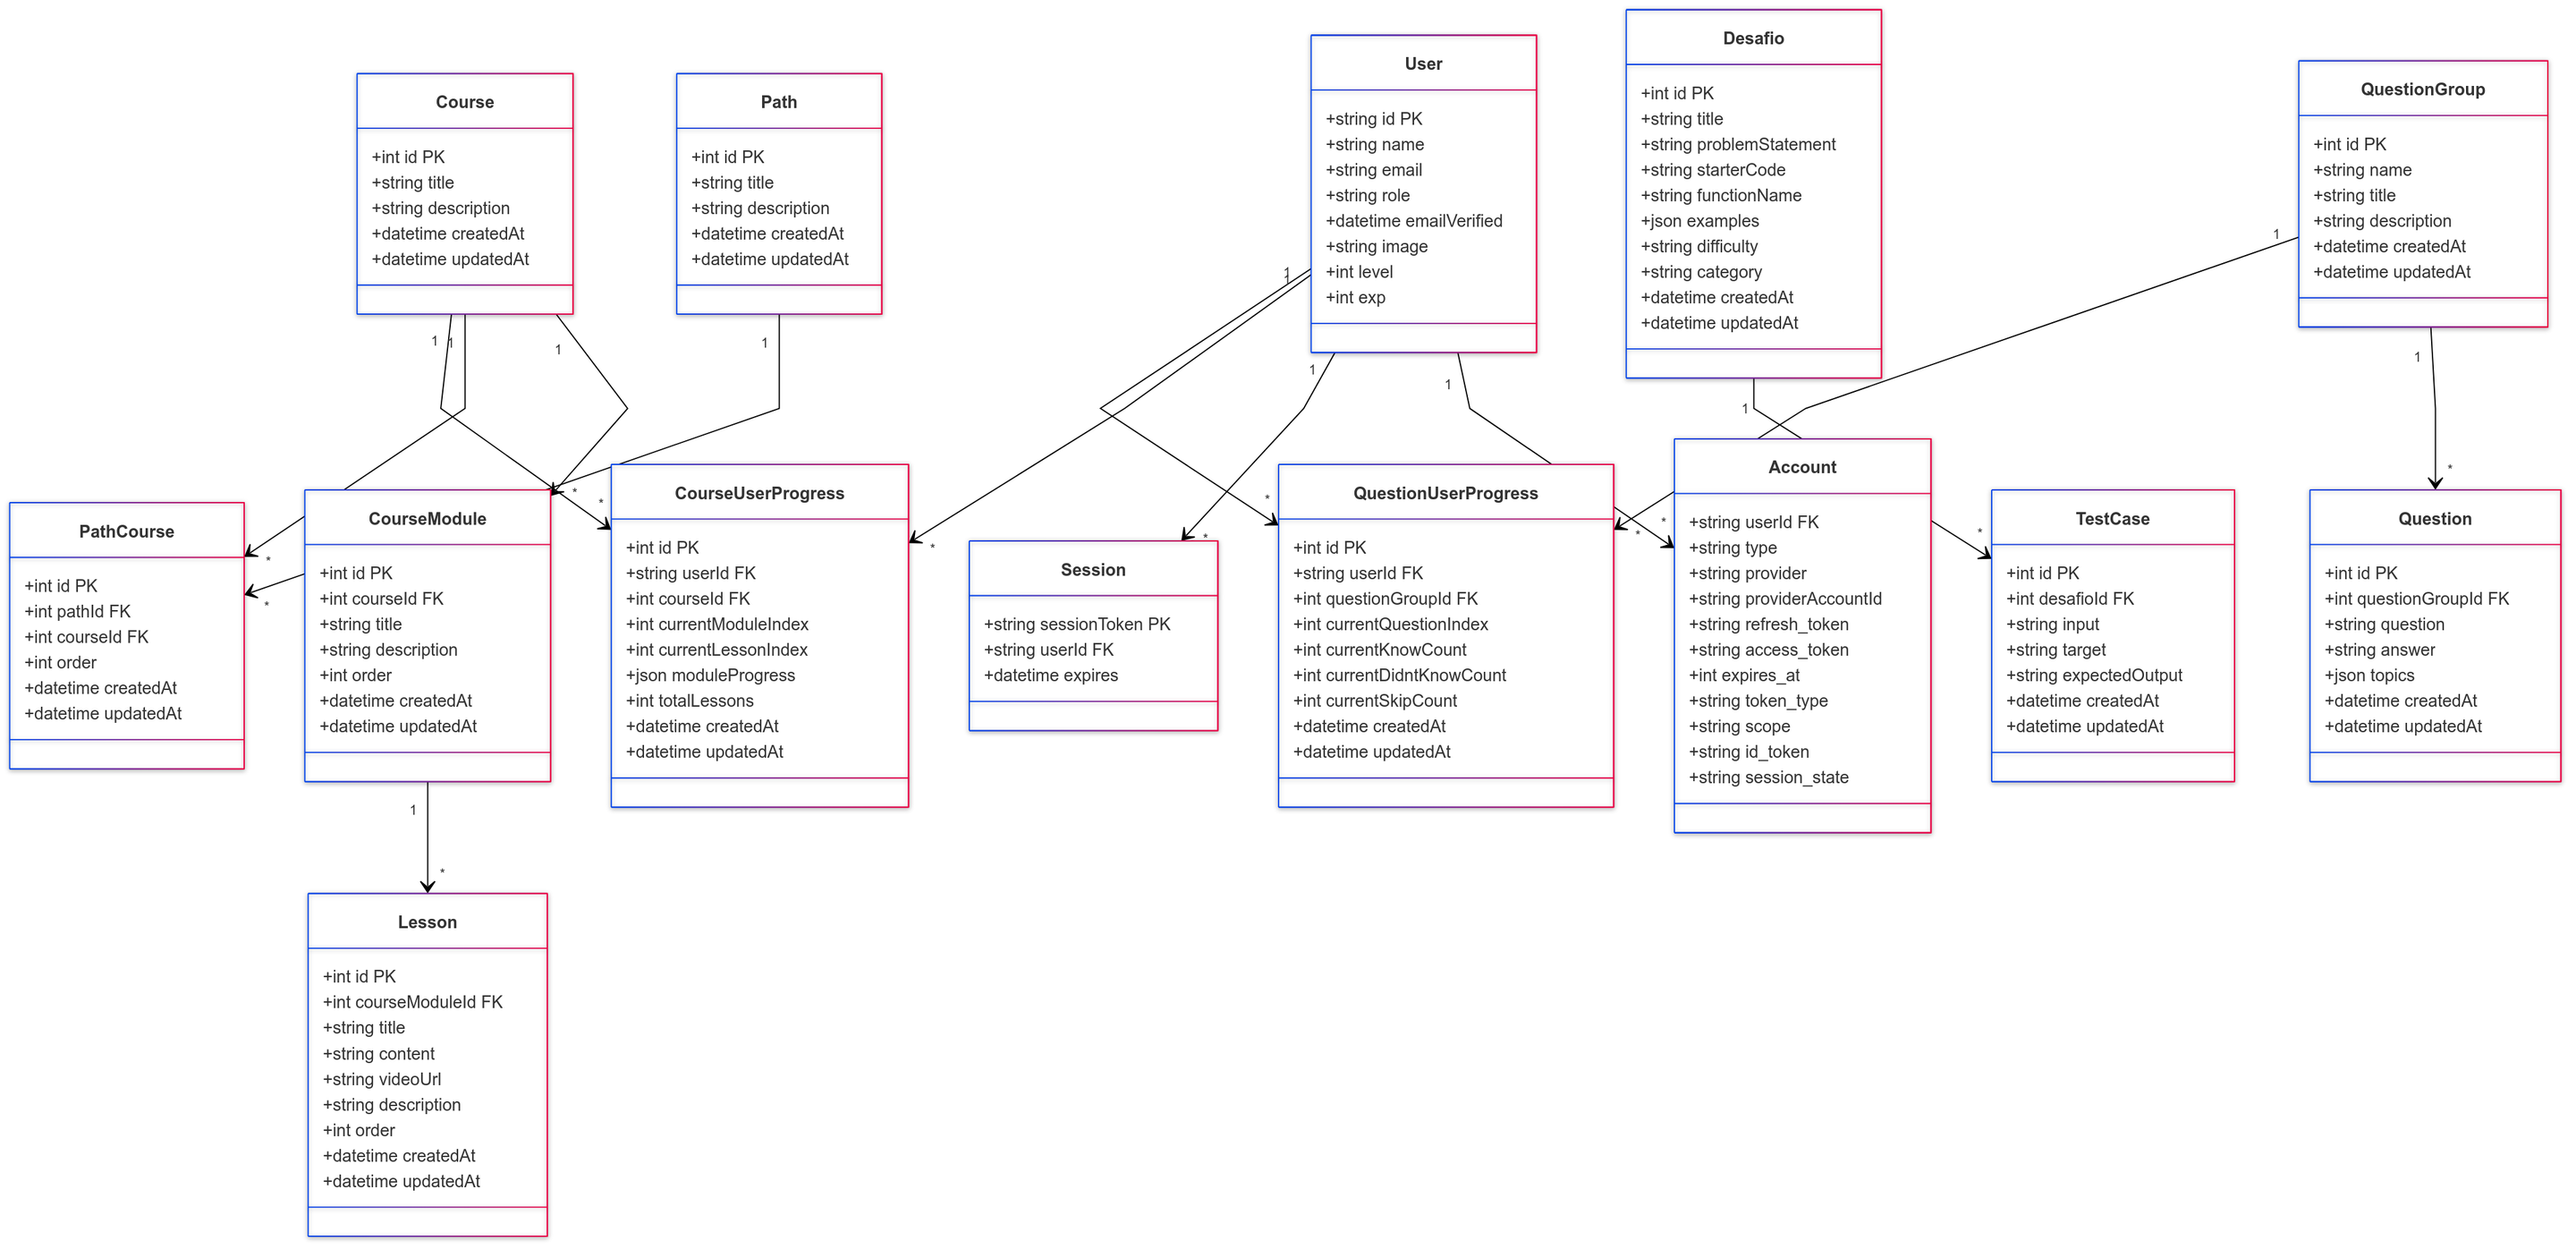 Course
+int id PK
+string title
+string description
+datetime createdAt
+datetime updatedAt
Path
+int id PK
+string title
+string description
+datetime createdAt
+datetime updatedAt
User
+string id PK
+string name
+string email
+string role
+datetime emailVerified
+string image
+int level
+int exp
Desafio
+int id PK
+string title
+string problemStatement
+string starterCode
+string functionName
+json examples
+string difficulty
+string category
+datetime createdAt
+datetime updatedAt
QuestionGroup
+int id PK
+string name
+string title
+string description
+datetime createdAt
+datetime updatedAt
1
1
1
1
1
1
1
1
1
1
1
*
*
*
*
*
*
*
*
*
*
*
PathCourse
+int id PK
+int pathId FK
+int courseId FK
+int order
+datetime createdAt
+datetime updatedAt
CourseModule
+int id PK
+int courseId FK
+string title
+string description
+int order
+datetime createdAt
+datetime updatedAt
CourseUserProgress
+int id PK
+string userId FK
+int courseId FK
+int currentModuleIndex
+int currentLessonIndex
+json moduleProgress
+int totalLessons
+datetime createdAt
+datetime updatedAt
Session
+string sessionToken PK
+string userId FK
+datetime expires
QuestionUserProgress
+int id PK
+string userId FK
+int questionGroupId FK
+int currentQuestionIndex
+int currentKnowCount
+int currentDidntKnowCount
+int currentSkipCount
+datetime createdAt
+datetime updatedAt
Account
+string userId FK
+string type
+string provider
+string providerAccountId
+string refresh_token
+string access_token
+int expires_at
+string token_type
+string scope
+string id_token
+string session_state
TestCase
+int id PK
+int desafioId FK
+string input
+string target
+string expectedOutput
+datetime createdAt
+datetime updatedAt
Question
+int id PK
+int questionGroupId FK
+string question
+string answer
+json topics
+datetime createdAt
+datetime updatedAt
1
*
Lesson
+int id PK
+int courseModuleId FK
+string title
+string content
+string videoUrl
+string description
+int order
+datetime createdAt
+datetime updatedAt